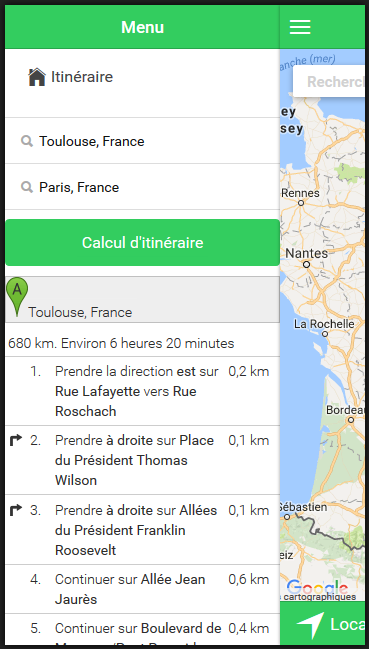 Menu
Itinéraire
Toulouse, France
Paris, France
Calcul d'itinéraire
A
Toulouse, France
680 km. Environ 6 heures 20 minutes
1. Prendre la direction est sur 0,2 km
Rue Lafayette vers Rue
Roschach
2. Prendre à droite sur Place 0,1 km
du Président Thomas
Wilson
3. Prendre à droite sur Allées 0,1 km
du Président Franklin
Roosevelt
4. Continuer sur Allée Jean 0,6 km
Jaurès
5. Boulevard de 0,4 km
Continuer sur
anche (mer)
Recherc
ey
sey
Rennes
Nantes
La Rochelle
Bordea
Sébastien
eiz
Google
cartographiques
Loca